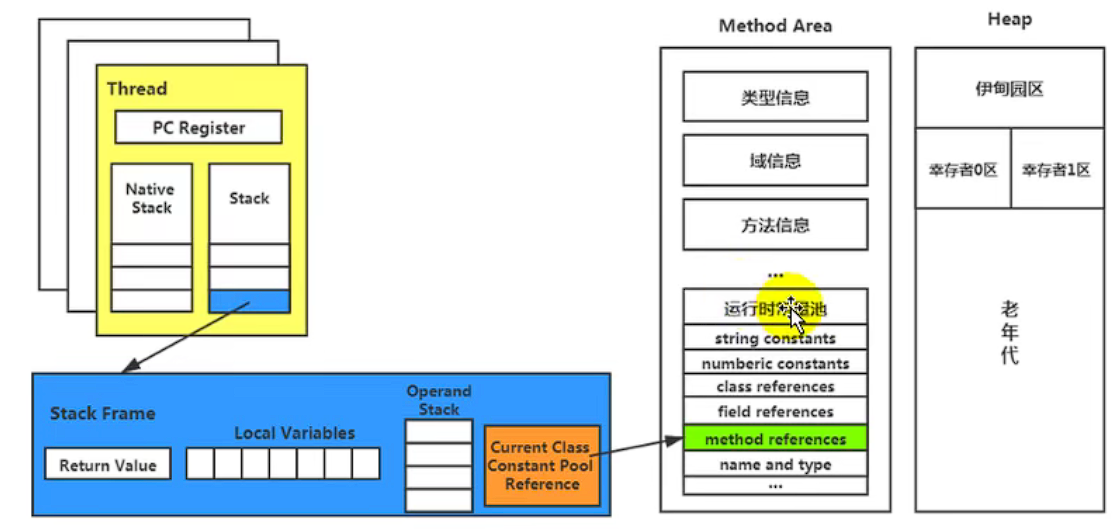 Thread
PC Register
Native
Stack
Stack
Stack Frame
Return Value
Local Variables
Operand
Stack
Current Class
Constant Pool
Reference
Method Area
类型信息
域信息
方法信息
...
运行时池
string constants
numberic constants
class references
field references
method references
name and type
...
Heap
伊甸园区
幸存者0区
幸存者1区
老
年
代